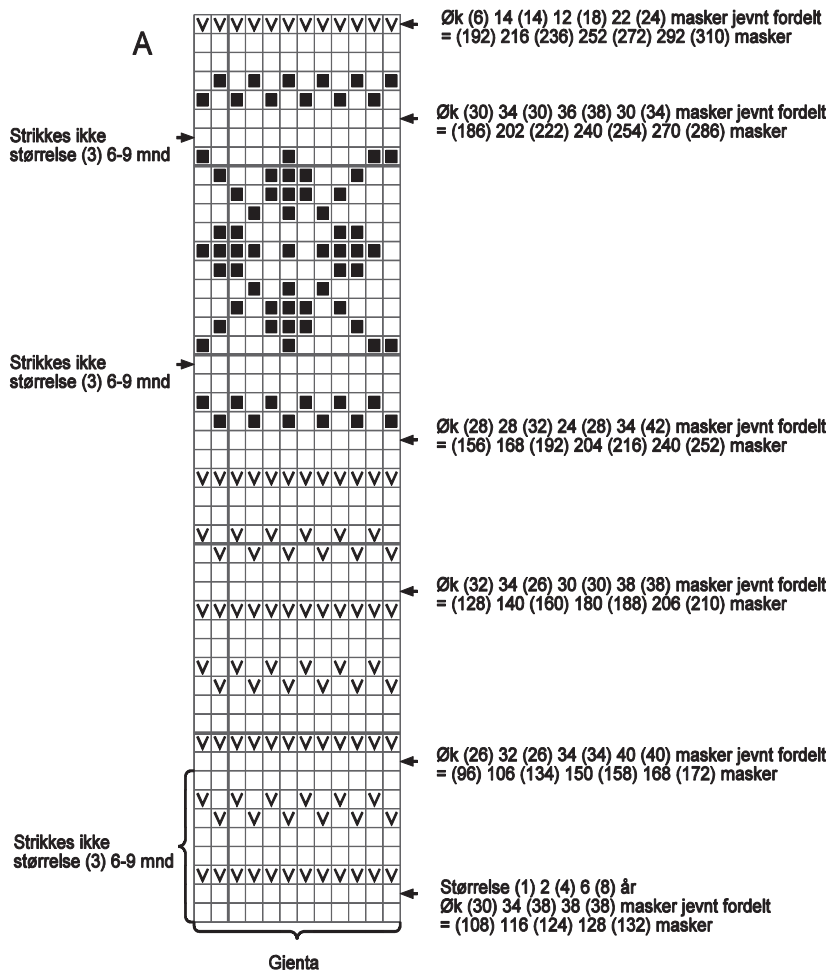 A
Øk (6) 14 (14) 12 (18) 22 (24) masker jevnt fordelt
= (192) 216 (236) 252 (272) 292 (310) masker
Øk (30) 34 (30) 36 (38) 30 (34) masker jevnt fordelt
= (186) 202 (222) 240 (254) 270 (286) masker
Strikkes ikke
størrelse (3) 6-9 mnd
Strikkes ikke
størrelse (3) 6-9 mnd
Øk (28) 28 (32) 24 (28) 34 (42) masker jevnt fordelt
= (156) 168 (192) 204 (216) 240 (252) masker
Øk (32) 34 (26) 30 (30) 38 (38) masker jevnt fordelt
= (128) 140 (160) 180 (188) 206 (210) masker
Øk (26) 32 (26) 34 (34) 40 (40) masker jevnt fordelt
= (96) 106 (134) 150 (158) 168 (172) masker
Strikkes ikke
størrelse (3) 6-9 mnd
Størrelse (1) 2 (4) 6 (8) år
Øk (30) 34 (38) 38 (38) masker jevnt fordelt
= (108) 116 (124) 128 (132) masker
Gjenta